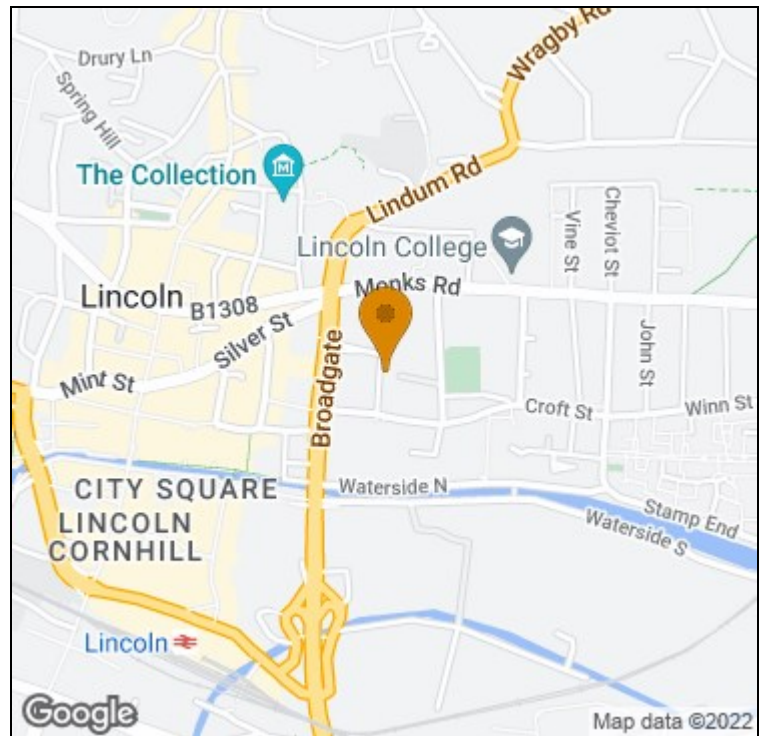 Drury Ln
Wragby Rd
Spring Hill
The Collection
M
Lindum Rd
Lincoln College
Vine St
Cheviot St
Monks Rd
Lincoln
B1308
Silver St
John St
Mint St
Broadgate
Croft St
Winn St
Waterside N
CITY SQUARE
LINCOLN
CORNHILL
Stamp End
Waterside S
Lincoln
Google
Map data ©2022